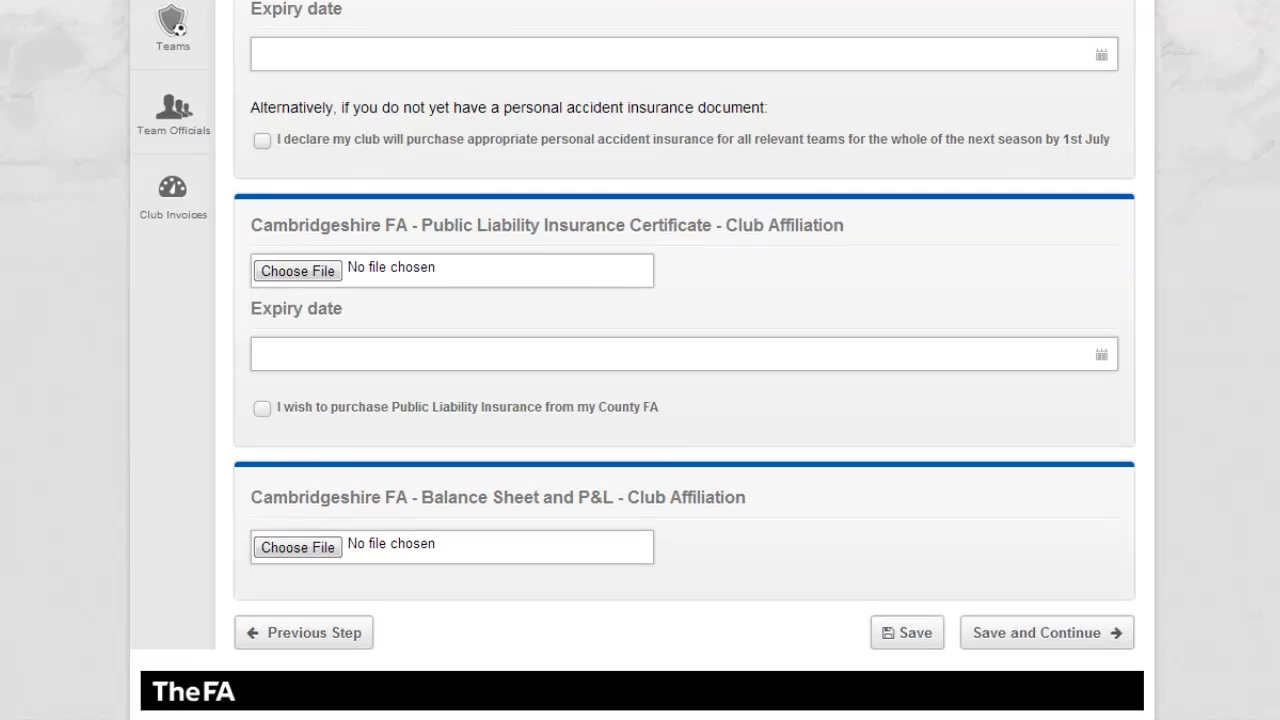 Teams
Team Officials
Club Invoices
Expiry date
Alternatively, if you do not yet have a personal accident insurance document:
I declare my club will purchase appropriate personal accident insurance for all relevant teams for the whole of the next season by 1st July
Cambridgeshire FA - Public Liability Insurance Certificate - Club Affiliation
Choose File No file chosen
Expiry date
I wish to purchase Public Liability Insurance from my County FA
Cambridgeshire FA - Balance Sheet and P&L - Club Affiliation
Choose File No file chosen
Previous Step
Save
Save and Continue
TheFA